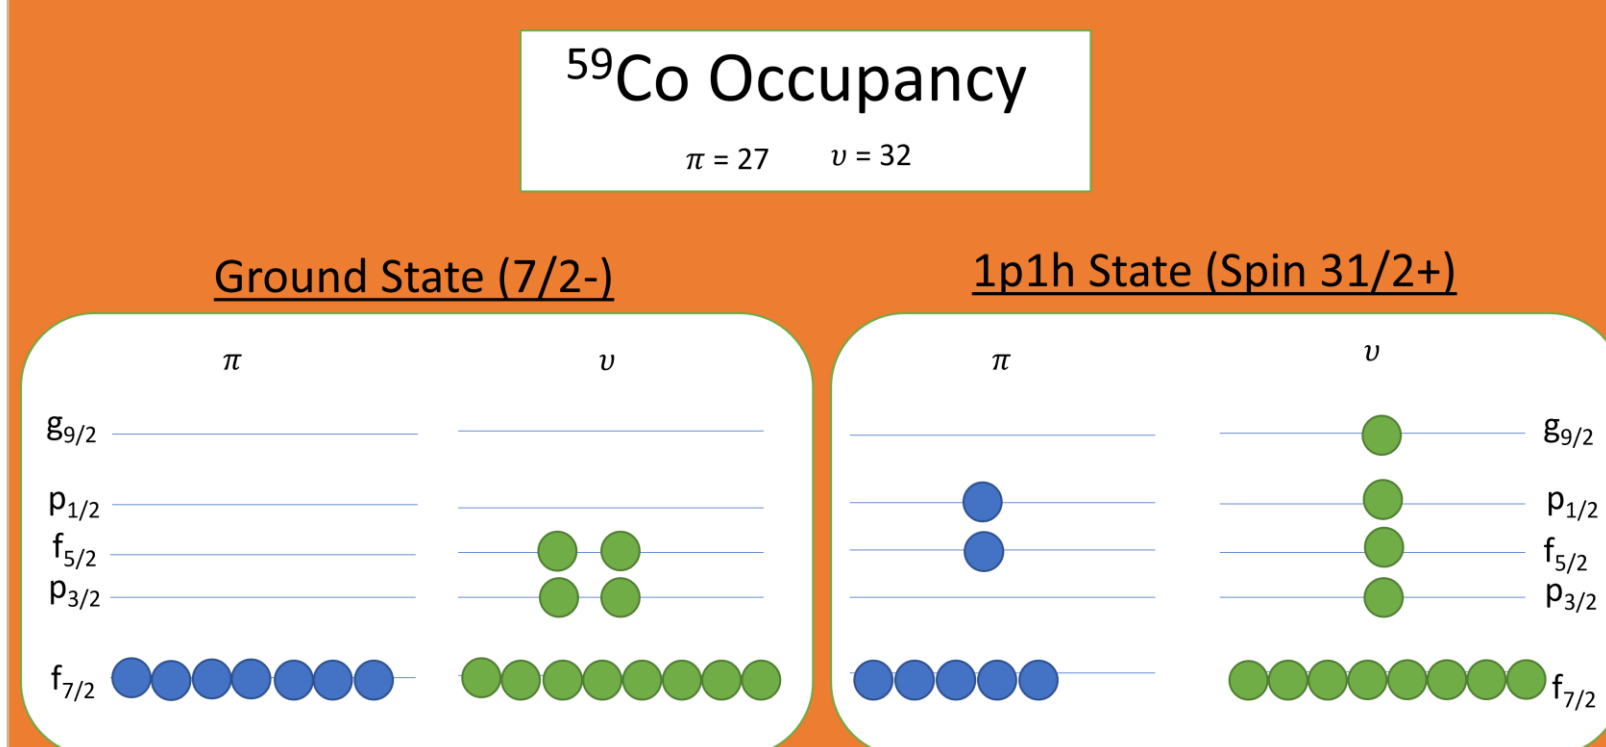 ⁵⁹Co Occupancy
π = 27 υ = 32
Ground State (7/2-)
π υ
g₉/₂
p₁/₂
f₅/₂
p₃/₂
f₇/₂
1p1h State (Spin 31/2+)
π υ
g₉/₂
p₁/₂
f₅/₂
p₃/₂
f₇/₂